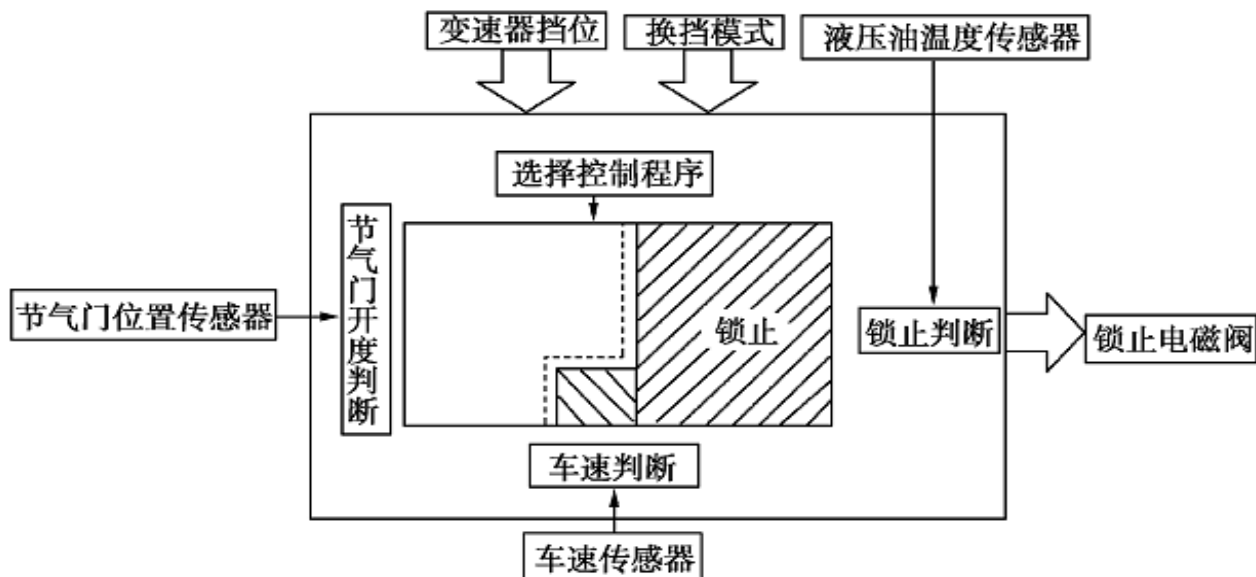 变速器挡位
换挡模式
液压油温度传感器
选择控制程序
节气门开度判断
节气门位置传感器
锁止
锁止判断
锁止电磁阀
车速判断
车速传感器